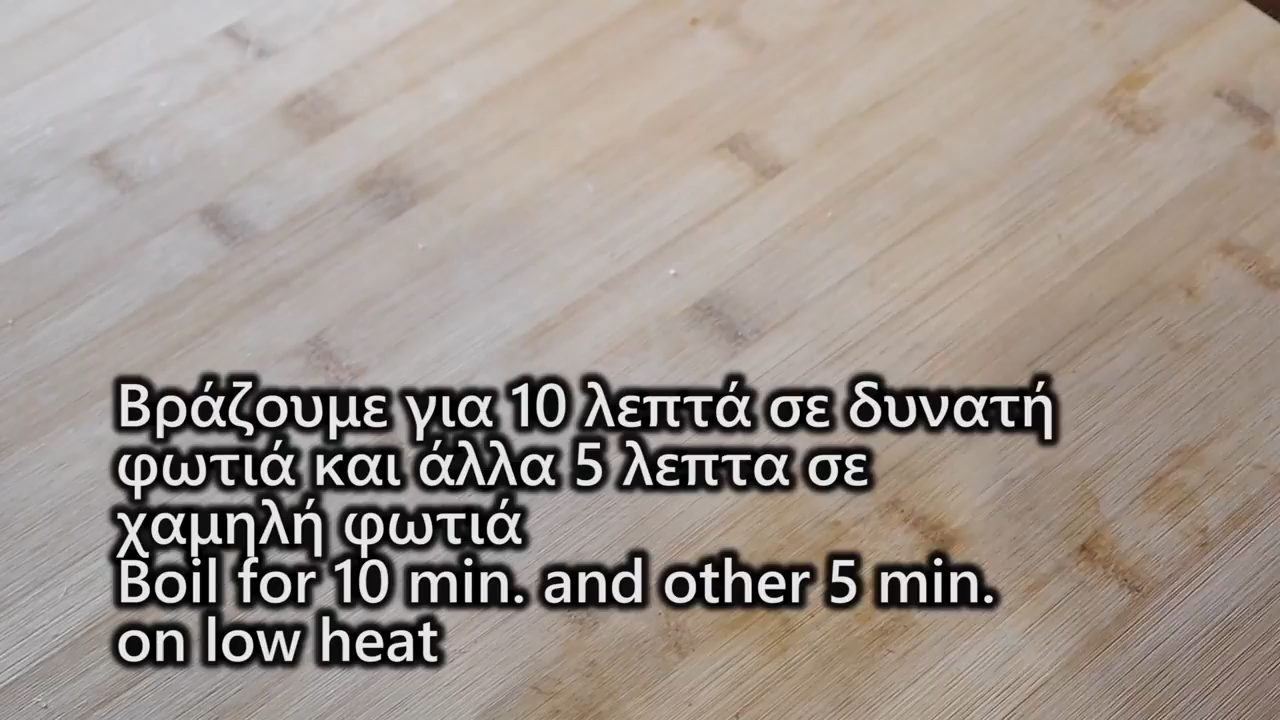 Βράζουμε για 10 λεπτά σε δυνατή
φωτιά και άλλα 5 λεπτα σε
χαμηλή φωτιά
Boil for 10 min. and other 5 min.
on low heat